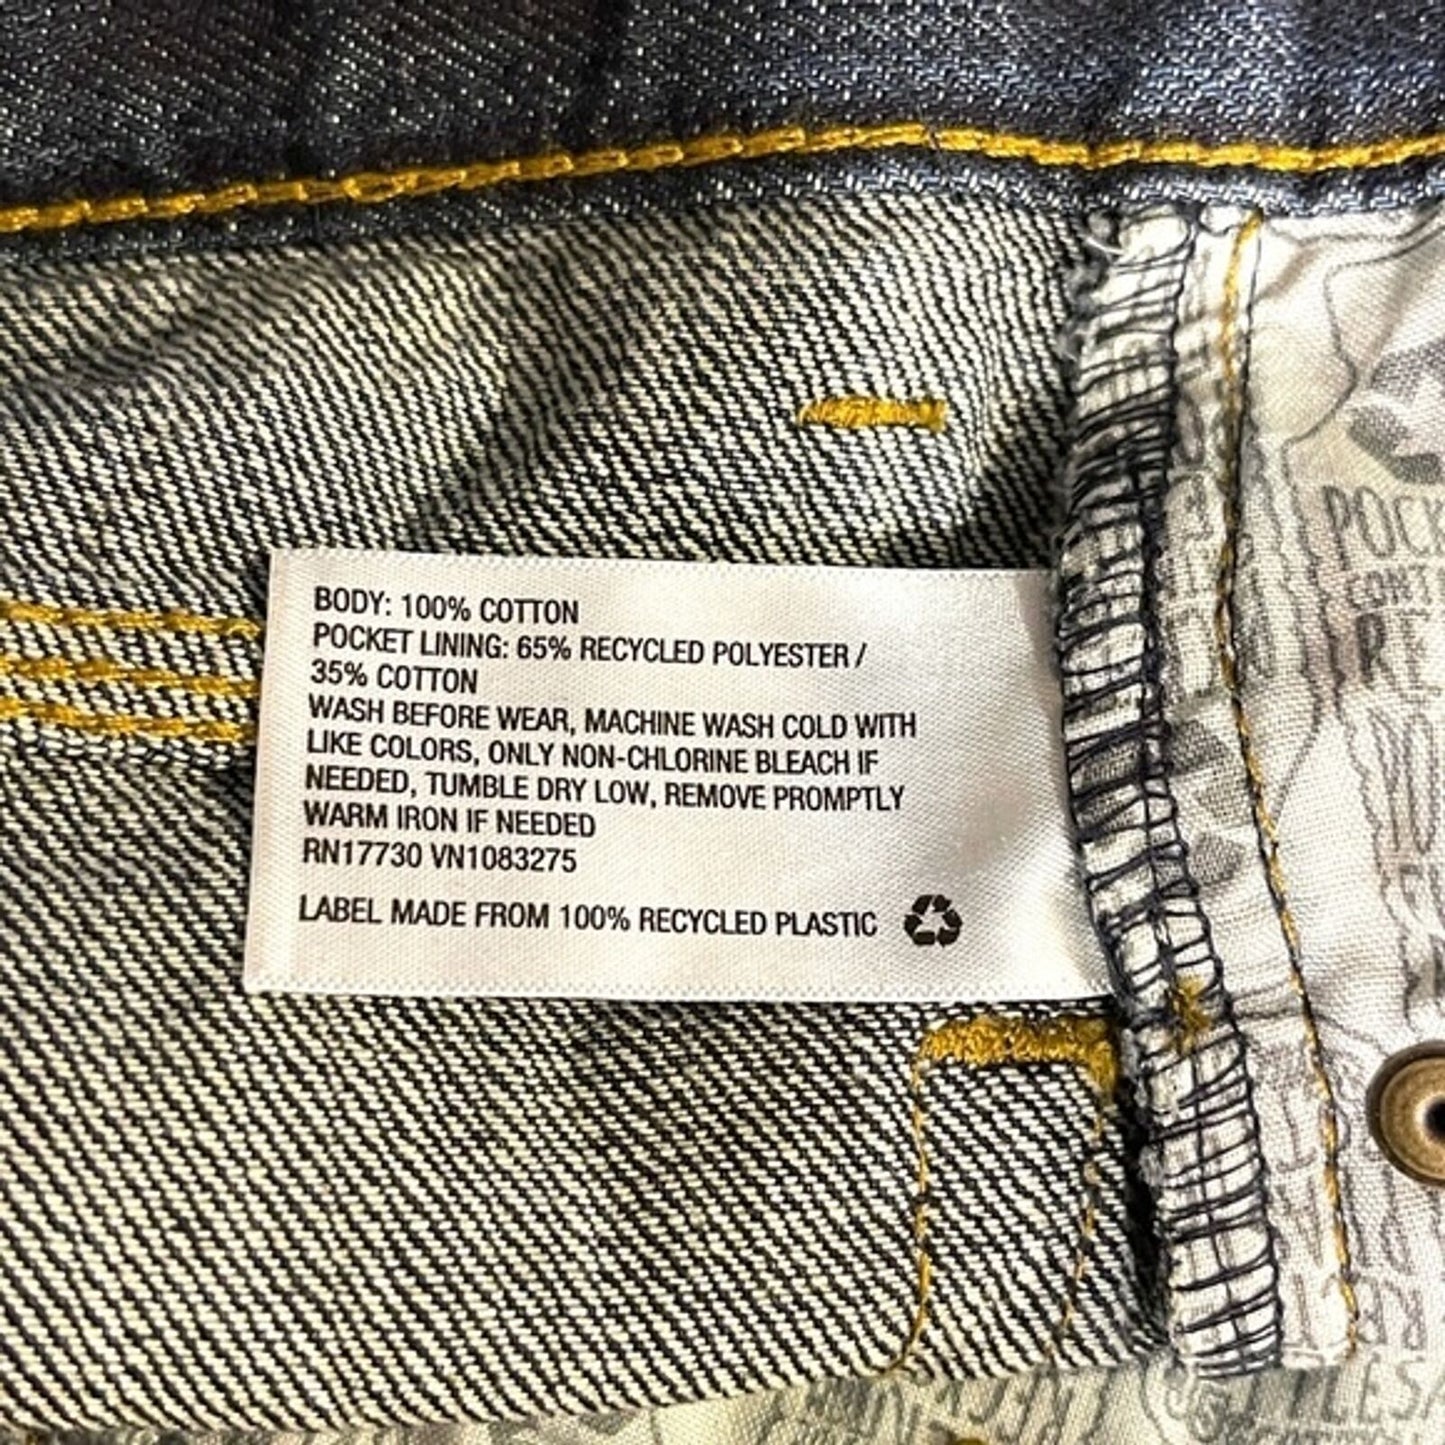 BODY: 100% COTTON
POCKET LINING: 65% RECYCLED POLYESTER /
35% COTTON
WASH BEFORE WEAR, MACHINE WASH COLD WITH
LIKE COLORS, ONLY NON-CHLORINE BLEACH IF
NEEDED, TUMBLE DRY LOW, REMOVE PROMPTLY
WARM IRON IF NEEDED
RN17730 VN1083275
LABEL MADE FROM 100% RECYCLED PLASTIC